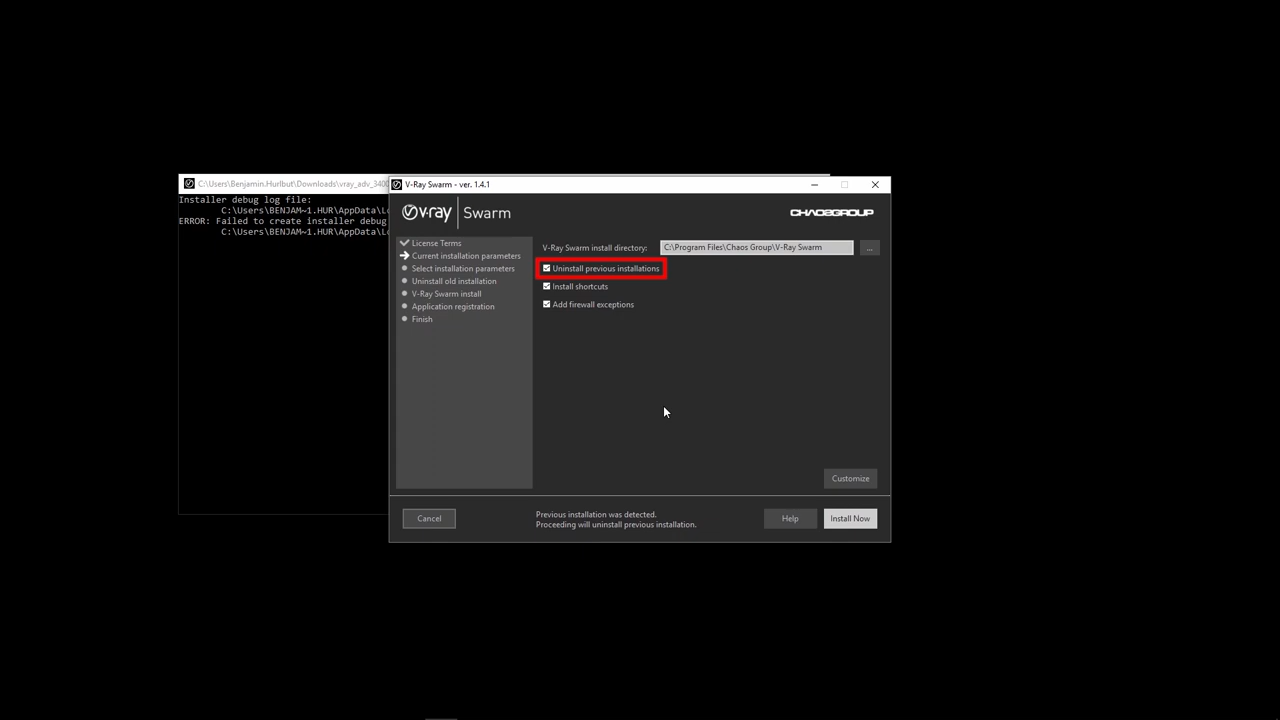 C:\Users\Benjamin.Hurlbut\Downloads\vray_adv_3400
Installer debug log file:
C:\Users\BENJAM~1.HUR\AppData\Lo
ERROR: Failed to create installer debug
C:\Users\BENJAM~1.HUR\AppData\Lo
V-Ray Swarm - ver. 1.4.1
v·ray Swarm
CHAOSGROUP
License Terms
Current installation parameters
Select installation parameters
Uninstall old installation
V-Ray Swarm install
Application registration
Finish
V-Ray Swarm install directory: C:\Program Files\Chaos Group\V-Ray Swarm ...
Uninstall previous installations
Install shortcuts
Add firewall exceptions
Customize
Cancel
Previous installation was detected.
Proceeding will uninstall previous installation.
Help
Install Now